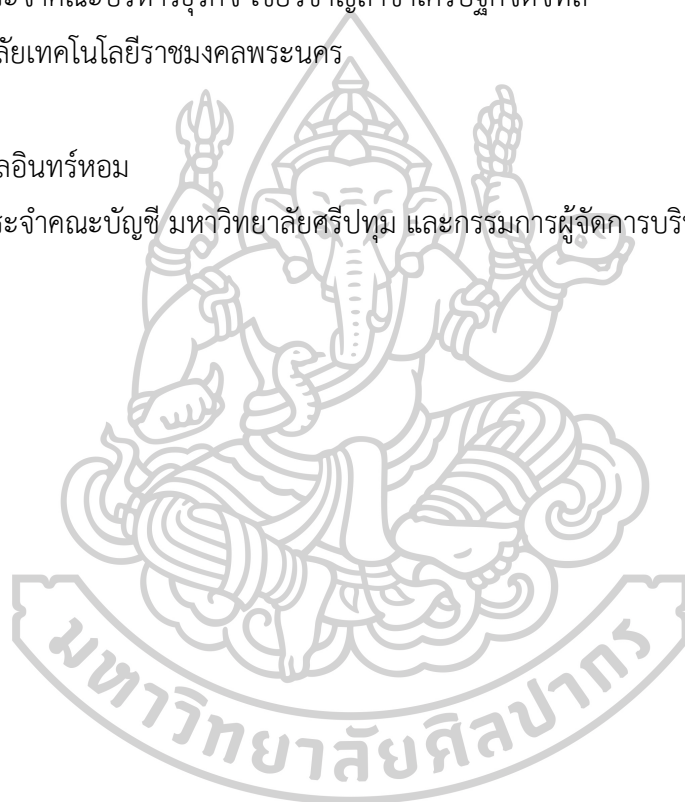 ลัยเทคโนโลยีราชมงคลพระนคร
ลอินทร์หอม
ระจำคณะบัญชี มหาวิทยาลัยศรีปทุม และกรรมการผู้จัดการบริษ
มหาวิทยาลัยศิลปากร